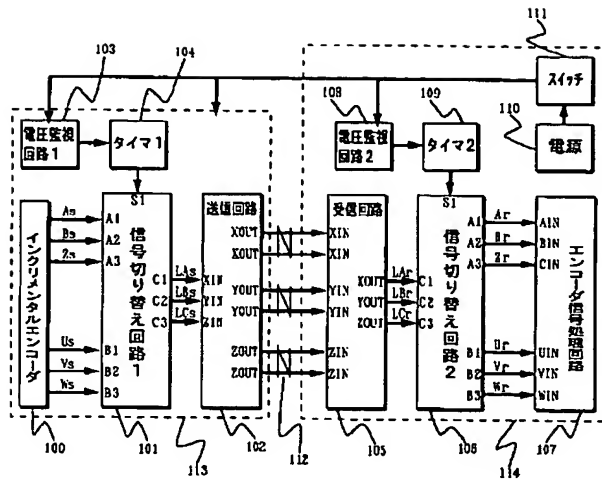 111
103
104
スイッチ
108
109
電圧監視
回路1
タイマ1
電圧監視
回路2
タイマ2
110
電源
インクリメンタルエンコーダ
As
Bs
Zs
Us
Vs
Ws
S1
A1
A2
A3
B1
B2
B3
信号切り替え回路1
C1
C2
C3
LAs
LBs
LCs
送信回路
XIN
YIN
ZIN
XOUT
XOUT
YOUT
YOUT
ZOUT
ZOUT
受信回路
XIN
XIN
YIN
YIN
ZIN
ZIN
XOUT
YOUT
ZOUT
LAr
LBr
LCr
C1
C2
C3
S1
信号切り替え回路2
A1
A2
A3
B1
B2
B3
Ar
Br
Zr
Ur
Vr
Wr
AIN
BIN
CIN
UIN
VIN
WIN
エンコーダ信号処理回路
100
101
113
102
112
105
106
114
107